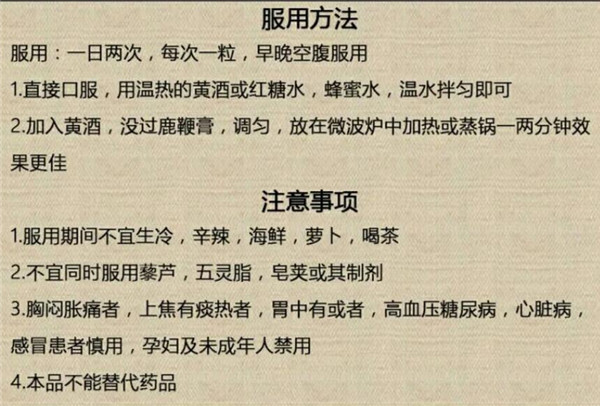 服用方法
服用：一日两次，每次一粒，早晚空腹服用
1.直接口服，用温热的黄酒或红糖水，蜂蜜水，温水拌匀即可
2.加入黄酒，没过鹿鞭膏，调匀，放在微波炉中加热或蒸锅一两分钟效
果更佳
注意事项
1.服用期间不宜生冷，辛辣，海鲜，萝卜，喝茶
2.不宜同时服用藜芦，五灵脂，皂荚或其制剂
3.胸闷胀痛者，上焦有痰热者，胃中有或者，高血压糖尿病，心脏病，
感冒患者慎用，孕妇及未成年人禁用
4.本品不能替代药品